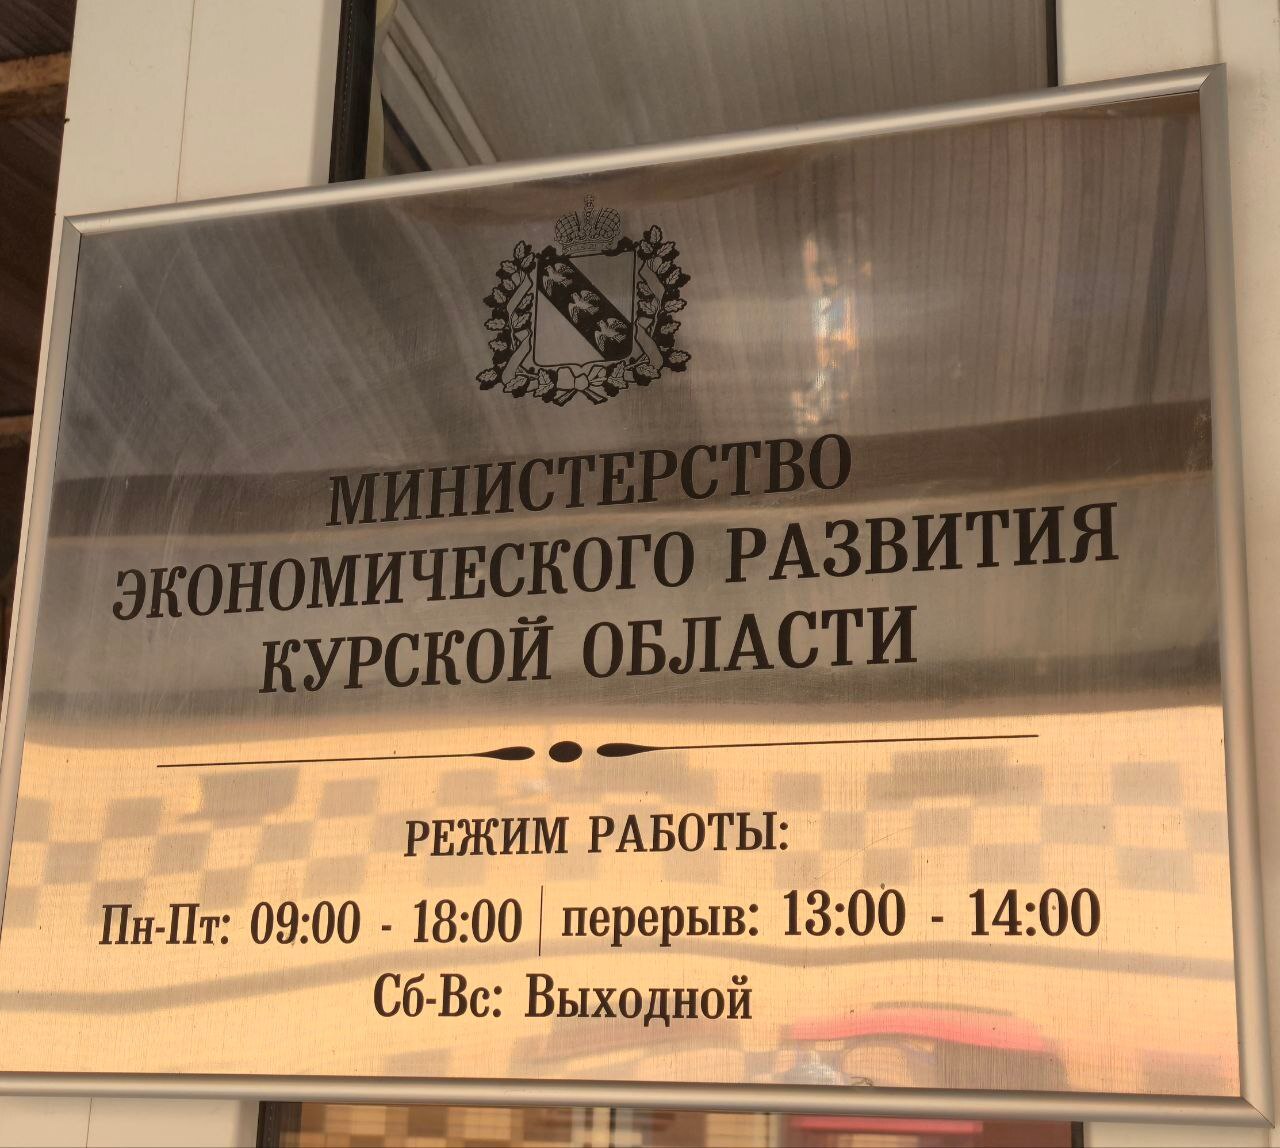 МИНИСТЕРСТВО
ЭКОНОМИЧЕСКОГО РАЗВИТИЯ
КУРСКОЙ ОБЛАСТИ
РЕЖИМ РАБОТЫ:
Пн-Пт: 09:00 - 18:00 | перерыв: 13:00 - 14:00
Сб-Вс: Выходной